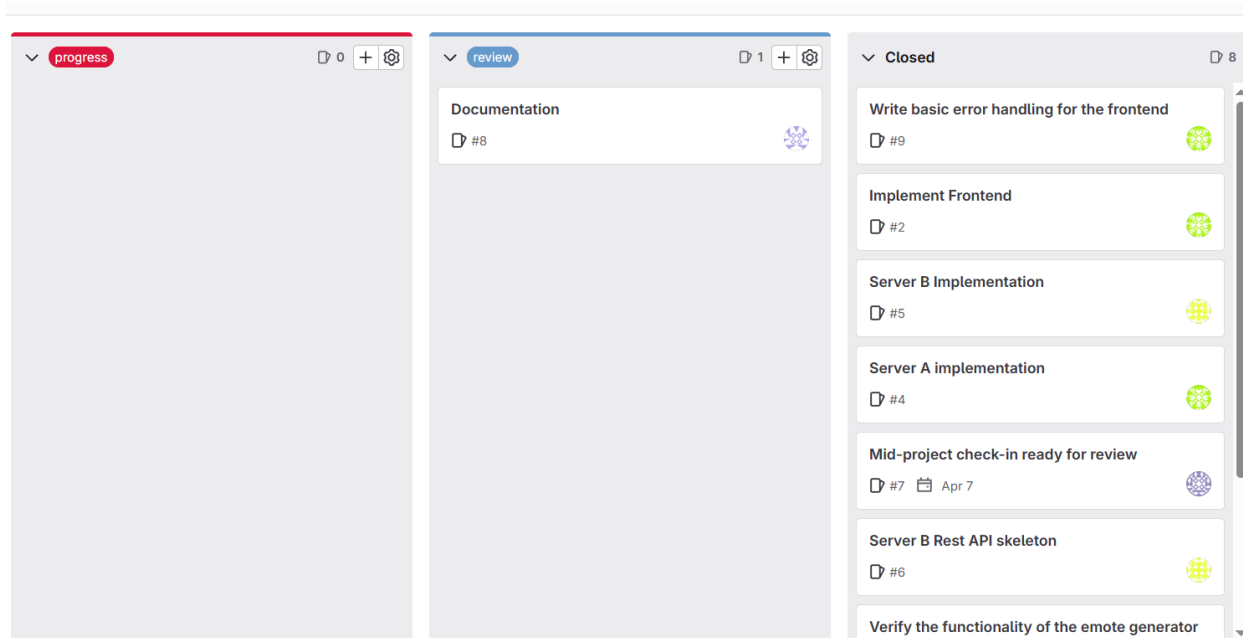 progress
0
review
1
Closed
8
Documentation
#8
Write basic error handling for the frontend
#9
Implement Frontend
#2
Server B Implementation
#5
Server A implementation
#4
Mid-project check-in ready for review
#7 Apr 7
Server B Rest API skeleton
#6
Verify the functionality of the emote generator